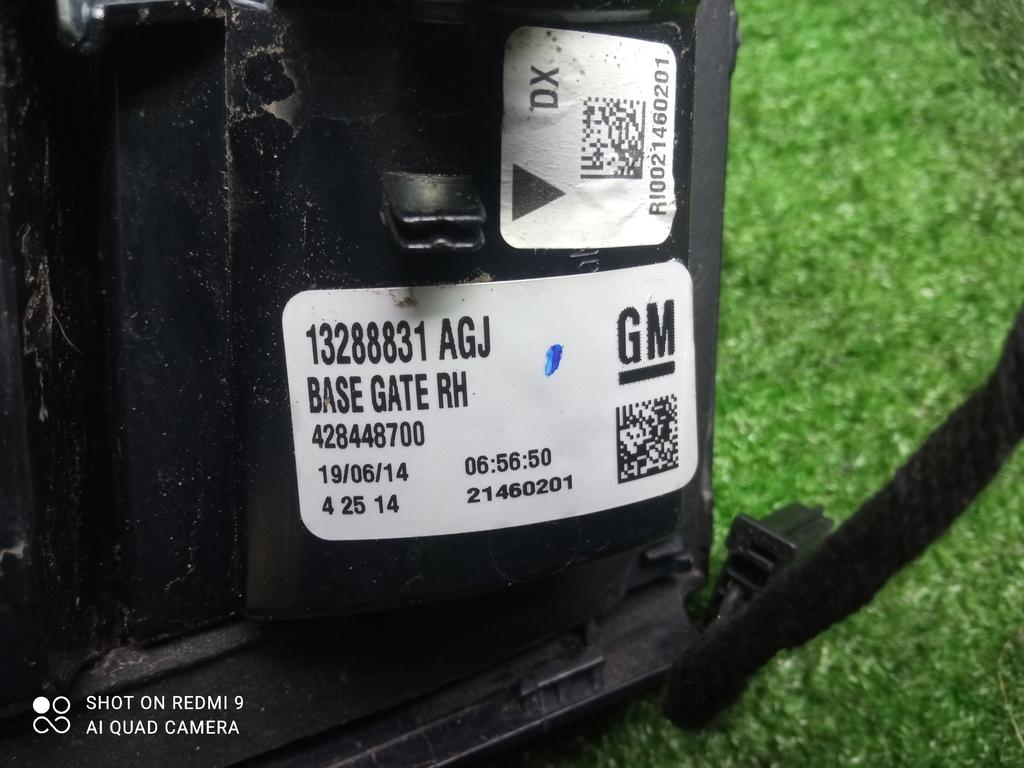 DX
RI0021460201
13288831 AGJ
GM
BASE GATE RH
428448700
19/06/14 06:56:50
4 25 14 21460201
SHOT ON REDMI 9
AI QUAD CAMERA